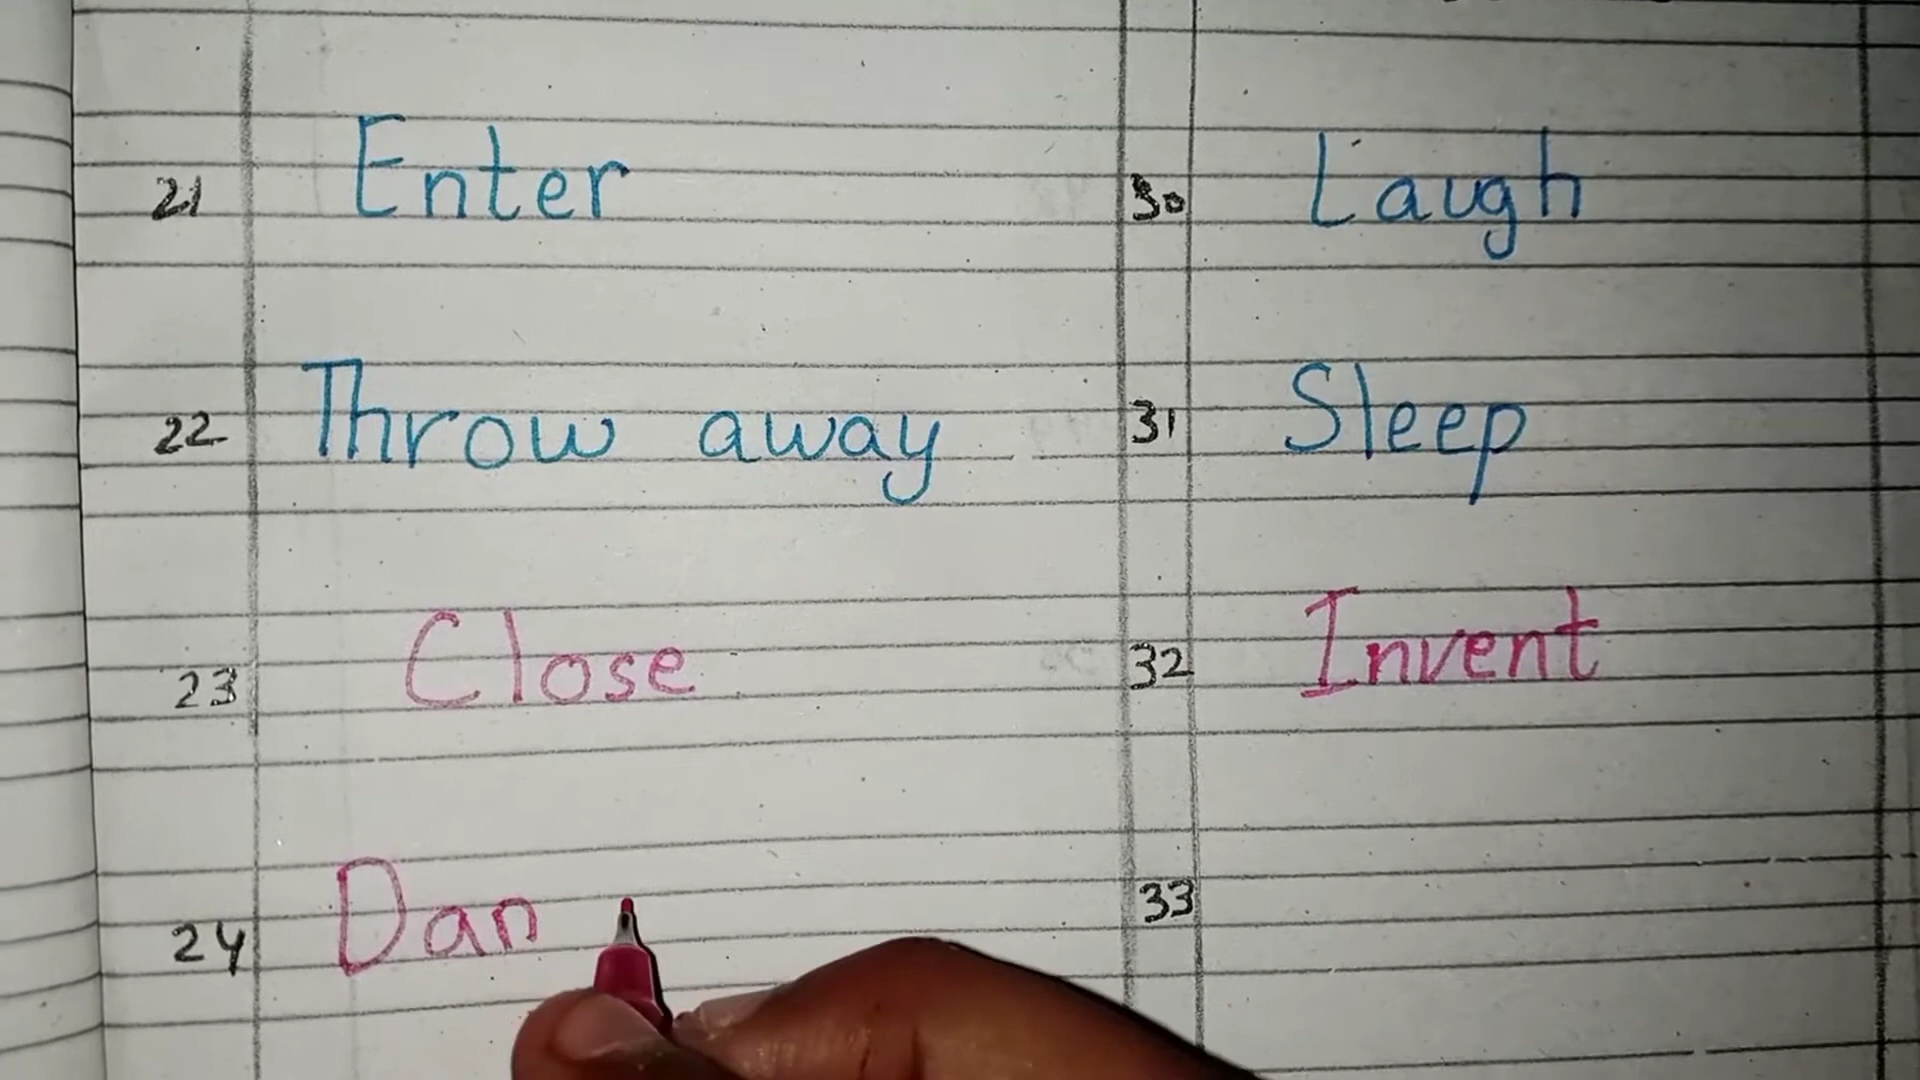 21 Enter
30 Laugh
22 Throw away
31 Sleep
23 Close
32 Invent
24 Dan
33